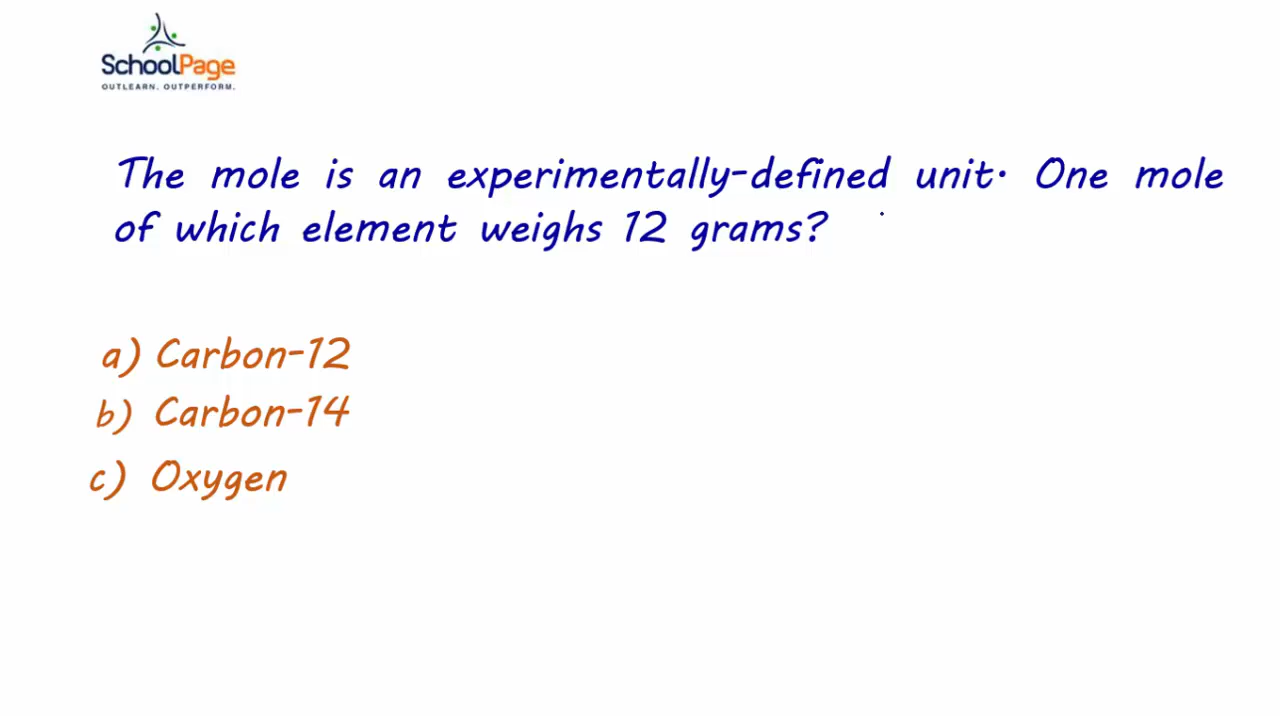 SchoolPage
OUTLEARN. OUTPERFORM.
The mole is an experimentally-defined unit. One mole
of which element weighs 12 grams?
a) Carbon-12
b) Carbon-14
c) Oxygen